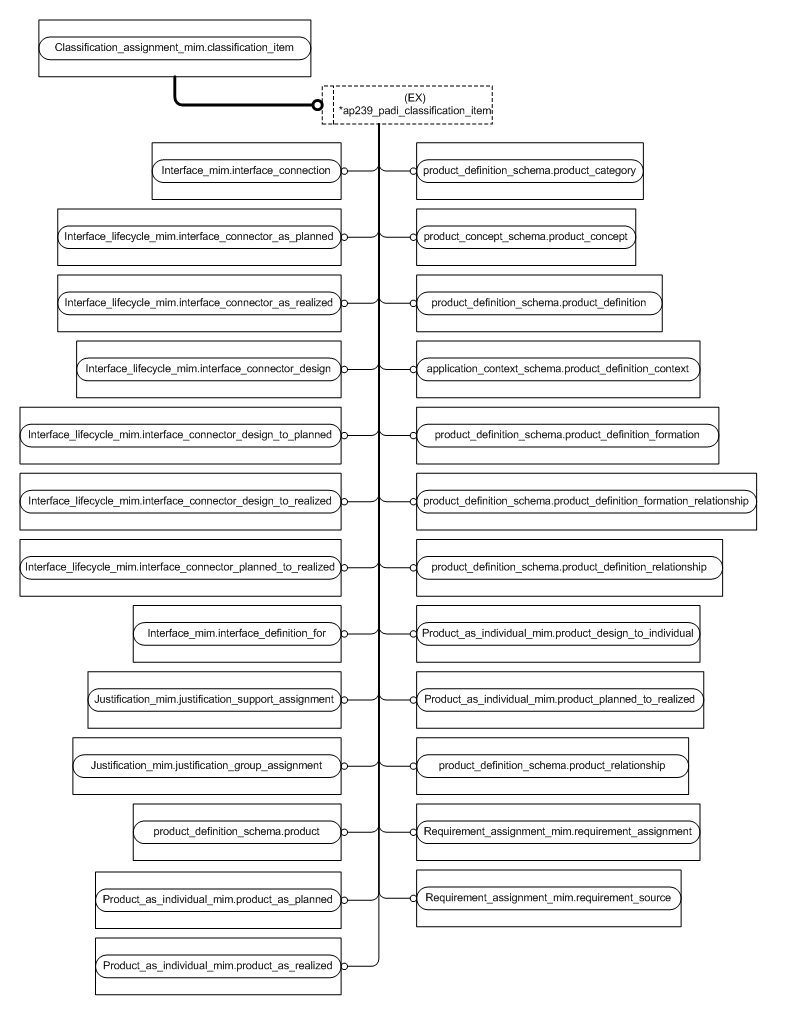 Classification_assignment_mim.classification_item
(EX)
*ap239_padi_classification_item
Interface_mim.interface_connection
product_definition_schema.product_category
Interface_lifecycle_mim.interface_connector_as_planned
product_concept_schema.product_concept
Interface_lifecycle_mim.interface_connector_as_realized
product_definition_schema.product_definition
Interface_lifecycle_mim.interface_connector_design
application_context_schema.product_definition_context
Interface_lifecycle_mim.interface_connector_design_to_planned
product_definition_schema.product_definition_formation
Interface_lifecycle_mim.interface_connector_design_to_realized
product_definition_schema.product_definition_formation_relationship
Interface_lifecycle_mim.interface_connector_planned_to_realized
product_definition_schema.product_definition_relationship
Interface_mim.interface_definition_for
Product_as_individual_mim.product_design_to_individual
Justification_mim.justification_support_assignment
Product_as_individual_mim.product_planned_to_realized
Justification_mim.justification_group_assignment
product_definition_schema.product_relationship
product_definition_schema.product
Requirement_assignment_mim.requirement_assignment
Product_as_individual_mim.product_as_planned
Requirement_assignment_mim.requirement_source
Product_as_individual_mim.product_as_realized